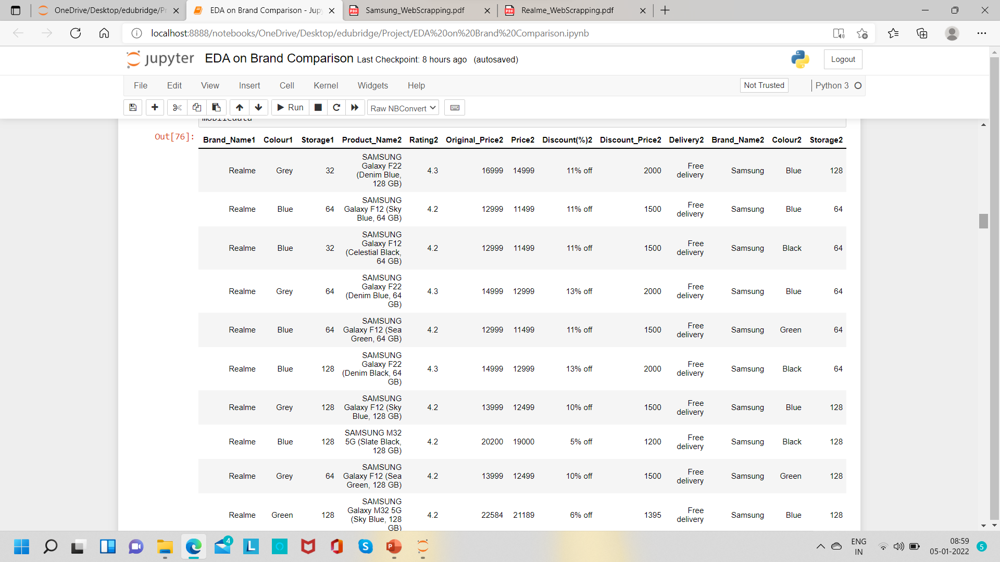 OneDrive/Desktop/edubridge/Pr
EDA on Brand Comparison - Jup
Samsung_WebScrapping.pdf
Realme_WebScrapping.pdf
localhost:8888/notebooks/OneDrive/Desktop/edubridge/Project/EDA%20on%20Brand%20Comparison.ipynb
jupyter EDA on Brand Comparison Last Checkpoint: 8 hours ago (autosaved)
Logout
File Edit View Insert Cell Kernel Widgets Help
Not Trusted
Python 3
Run
Raw NBConvert
mobiledata
Out[76]:
Brand_Name1 Colour1 Storage1 Product_Name2 Rating2 Original_Price2 Price2 Discount(%)2 Discount_Price2 Delivery2 Brand_Name2 Colour2 Storage2
Realme Grey 32 SAMSUNG Galaxy F22 (Denim Blue, 128 GB) 4.3 16999 14999 11% off 2000 Free delivery Samsung Blue 128
Realme Blue 64 SAMSUNG Galaxy F12 (Sky Blue, 64 GB) 4.2 12999 11499 11% off 1500 Free delivery Samsung Blue 64
Realme Blue 32 SAMSUNG Galaxy F12 (Celestial Black, 64 GB) 4.2 12999 11499 11% off 1500 Free delivery Samsung Black 64
Realme Grey 64 SAMSUNG Galaxy F22 (Denim Blue, 64 GB) 4.3 14999 12999 13% off 2000 Free delivery Samsung Blue 64
Realme Blue 64 SAMSUNG Galaxy F12 (Sea Green, 64 GB) 4.2 12999 11499 11% off 1500 Free delivery Samsung Green 64
Realme Blue 128 SAMSUNG Galaxy F22 (Denim Black, 64 GB) 4.3 14999 12999 13% off 2000 Free delivery Samsung Black 64
Realme Grey 128 SAMSUNG Galaxy F12 (Sky Blue, 128 GB) 4.2 13999 12499 10% off 1500 Free delivery Samsung Blue 128
Realme Blue 128 SAMSUNG M32 5G (Slate Black, 128 GB) 4.2 20200 19000 5% off 1200 Free delivery Samsung Black 128
Realme Grey 64 SAMSUNG Galaxy F12 (Sea Green, 128 GB) 4.2 13999 12499 10% off 1500 Free delivery Samsung Green 128
Realme Green 128 SAMSUNG Galaxy M32 5G (Sky Blue, 128 GB) 4.2 22584 21189 6% off 1395 Free delivery Samsung Blue 128
4
L
S
P
ENG
IN
08:59
05-01-2022
5